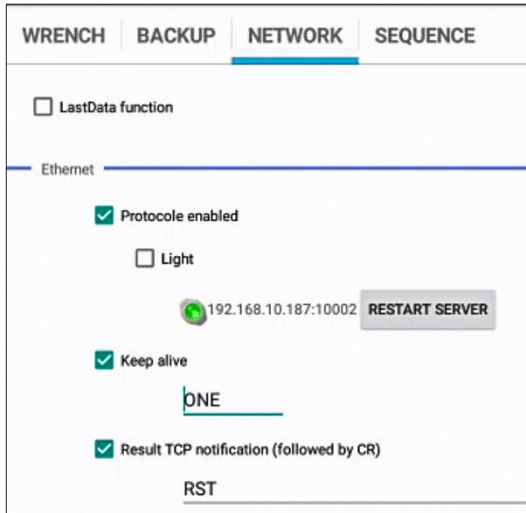 WRENCH BACKUP NETWORK SEQUENCE
LastData function
Ethernet
Protocole enabled
Light
192.168.10.187:10002 RESTART SERVER
Keep alive
ONE
Result TCP notification (followed by CR)
RST